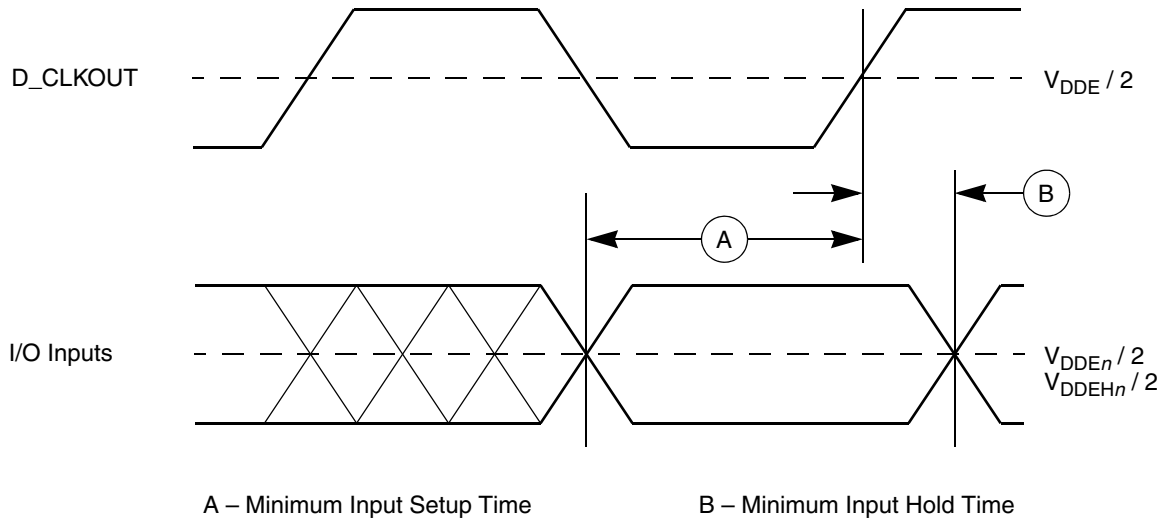 D_CLKOUT
V_DDE / 2
B
A
I/O Inputs
V_DDEn / 2
V_DDEHn / 2
A – Minimum Input Setup Time
B – Minimum Input Hold Time